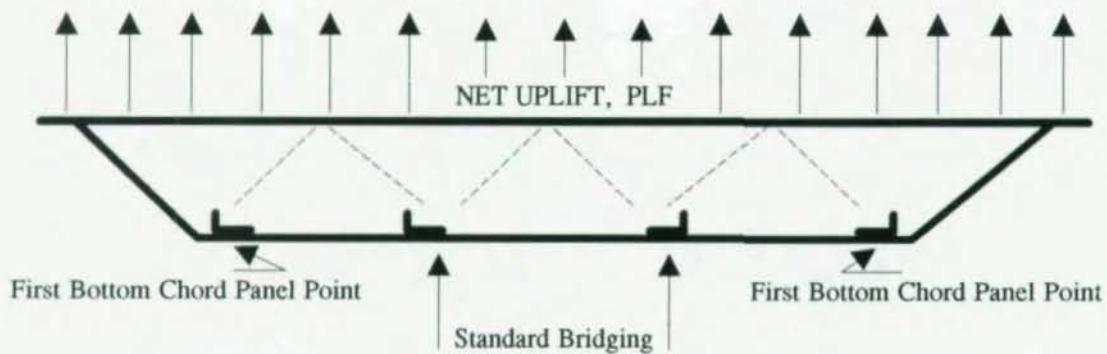 NET UPLIFT, PLF
First Bottom Chord Panel Point
First Bottom Chord Panel Point
Standard Bridging